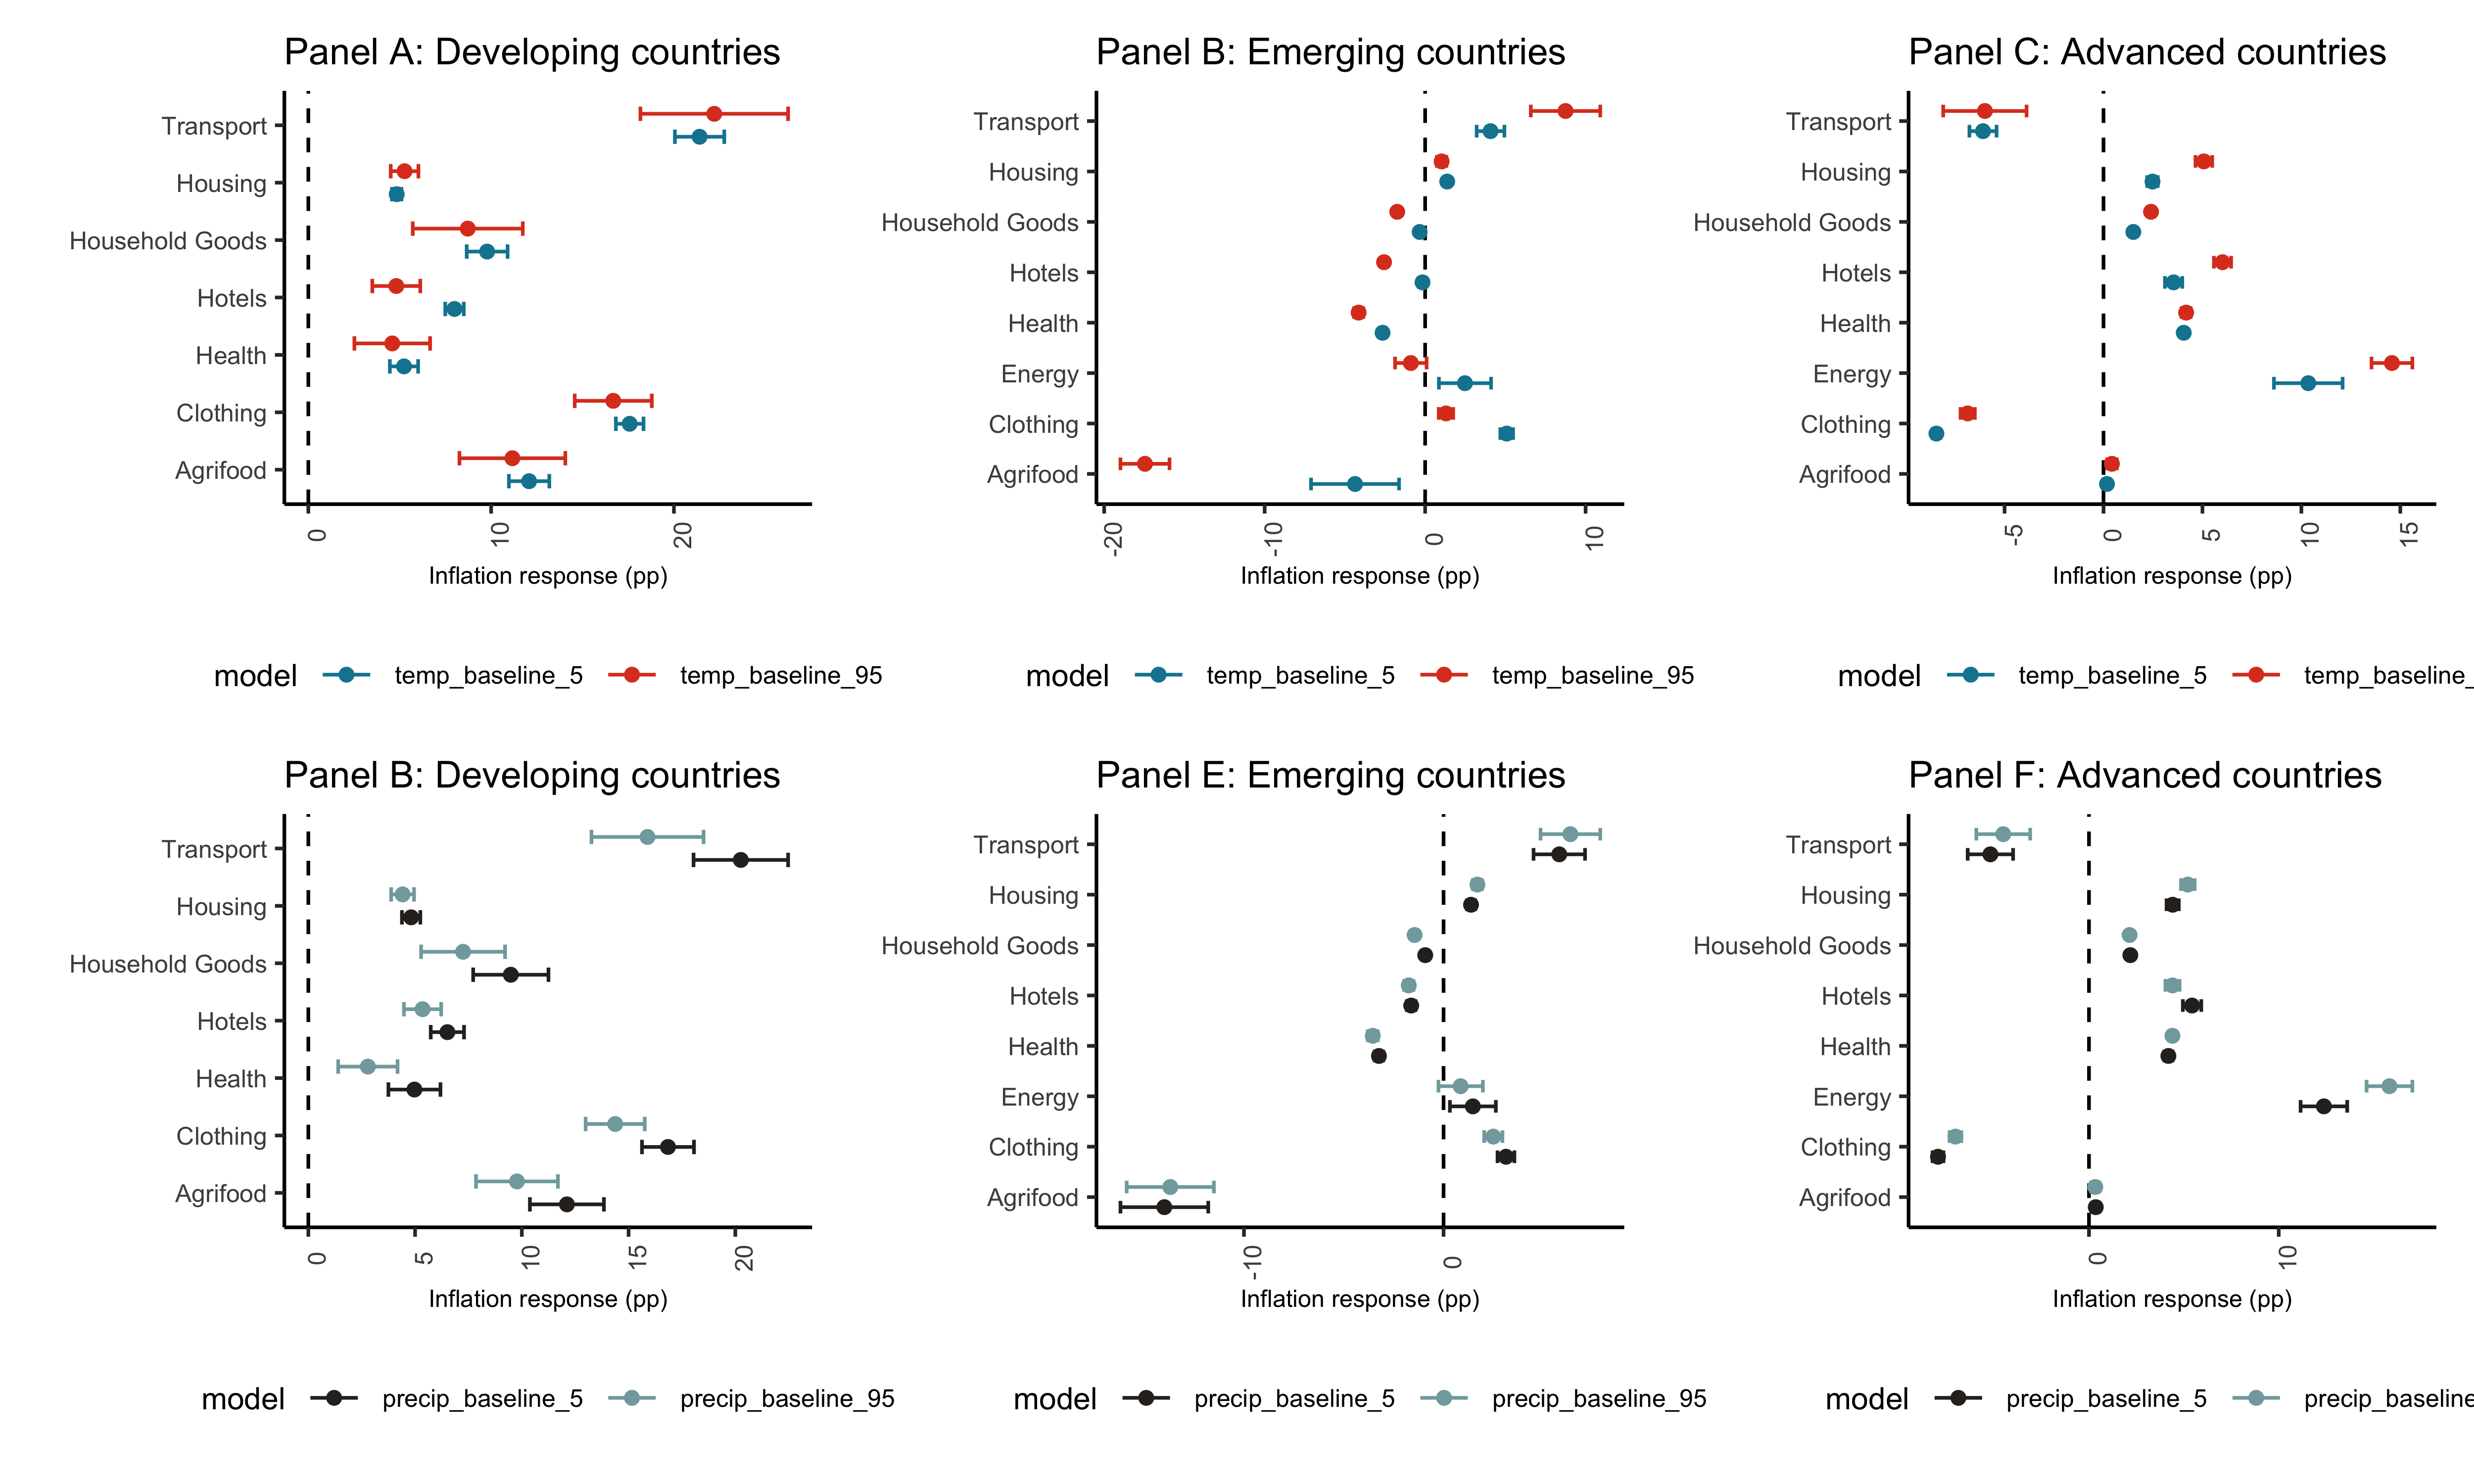 Panel A: Developing countries
Transport
Housing
Household Goods
Hotels
Health
Clothing
Agrifood
0
10
20
Inflation response (pp)
model temp_baseline_5 temp_baseline_95
Panel B: Emerging countries
Transport
Housing
Household Goods
Hotels
Health
Energy
Clothing
Agrifood
-20
-10
0
10
Inflation response (pp)
model temp_baseline_5 temp_baseline_95
Panel C: Advanced countries
Transport
Housing
Household Goods
Hotels
Health
Energy
Clothing
Agrifood
-5
0
5
10
15
Inflation response (pp)
model temp_baseline_5 temp_baseline_
Panel B: Developing countries
Transport
Housing
Household Goods
Hotels
Health
Clothing
Agrifood
0
5
10
15
20
Inflation response (pp)
model precip_baseline_5 precip_baseline_95
Panel E: Emerging countries
Transport
Housing
Household Goods
Hotels
Health
Energy
Clothing
Agrifood
-10
0
Inflation response (pp)
model precip_baseline_5 precip_baseline_95
Panel F: Advanced countries
Transport
Housing
Household Goods
Hotels
Health
Energy
Clothing
Agrifood
0
10
Inflation response (pp)
model precip_baseline_5 precip_baseline